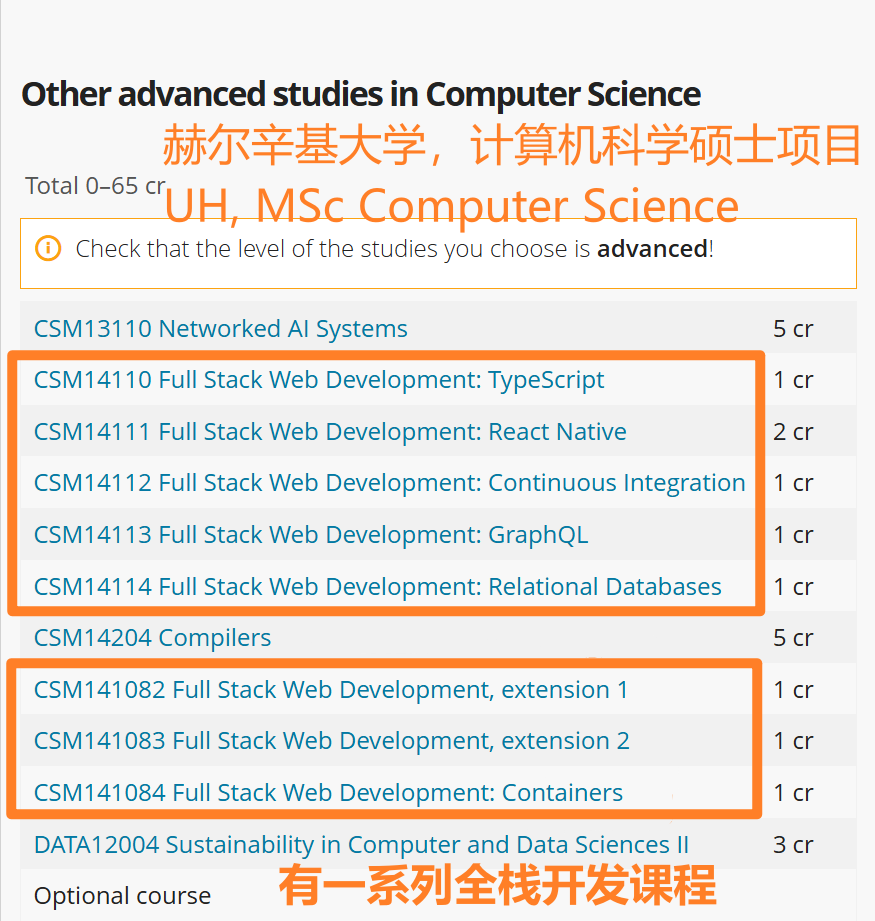 Other advanced studies in Computer Science
赫尔辛基大学，计算机科学硕士项目
Total 0–65 cr
UH, MSc Computer Science
Check that the level of the studies you choose is advanced!
CSM13110 Networked AI Systems 5 cr
CSM14110 Full Stack Web Development: TypeScript 1 cr
CSM14111 Full Stack Web Development: React Native 2 cr
CSM14112 Full Stack Web Development: Continuous Integration 1 cr
CSM14113 Full Stack Web Development: GraphQL 1 cr
CSM14114 Full Stack Web Development: Relational Databases 1 cr
CSM14204 Compilers 5 cr
CSM141082 Full Stack Web Development, extension 1 1 cr
CSM141083 Full Stack Web Development, extension 2 1 cr
CSM141084 Full Stack Web Development: Containers 1 cr
DATA12004 Sustainability in Computer and Data Sciences II 3 cr
有一系列全栈开发课程
Optional course